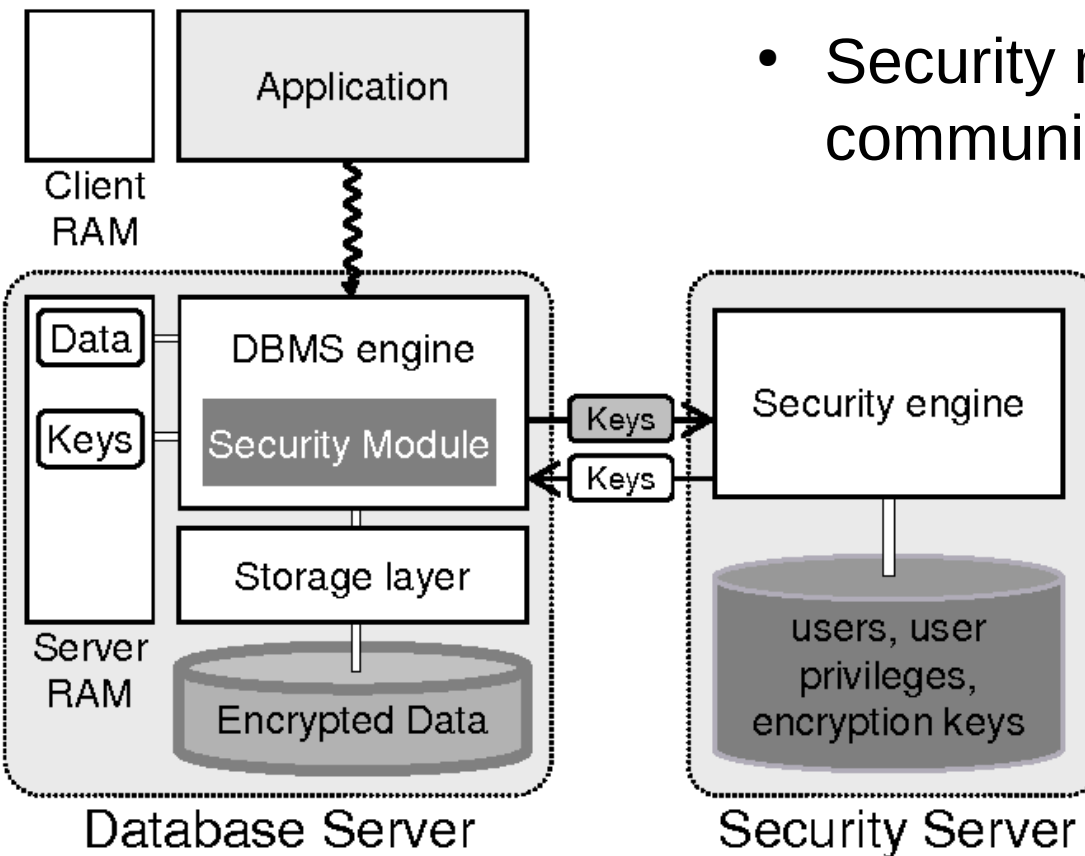 Application
Client
RAM
• Security
communi
Data
Keys
DBMS engine
Security Module
Storage layer
Server
RAM
Encrypted Data
Database Server
Keys
Keys
Security engine
users, user
privileges,
encryption keys
Security Server